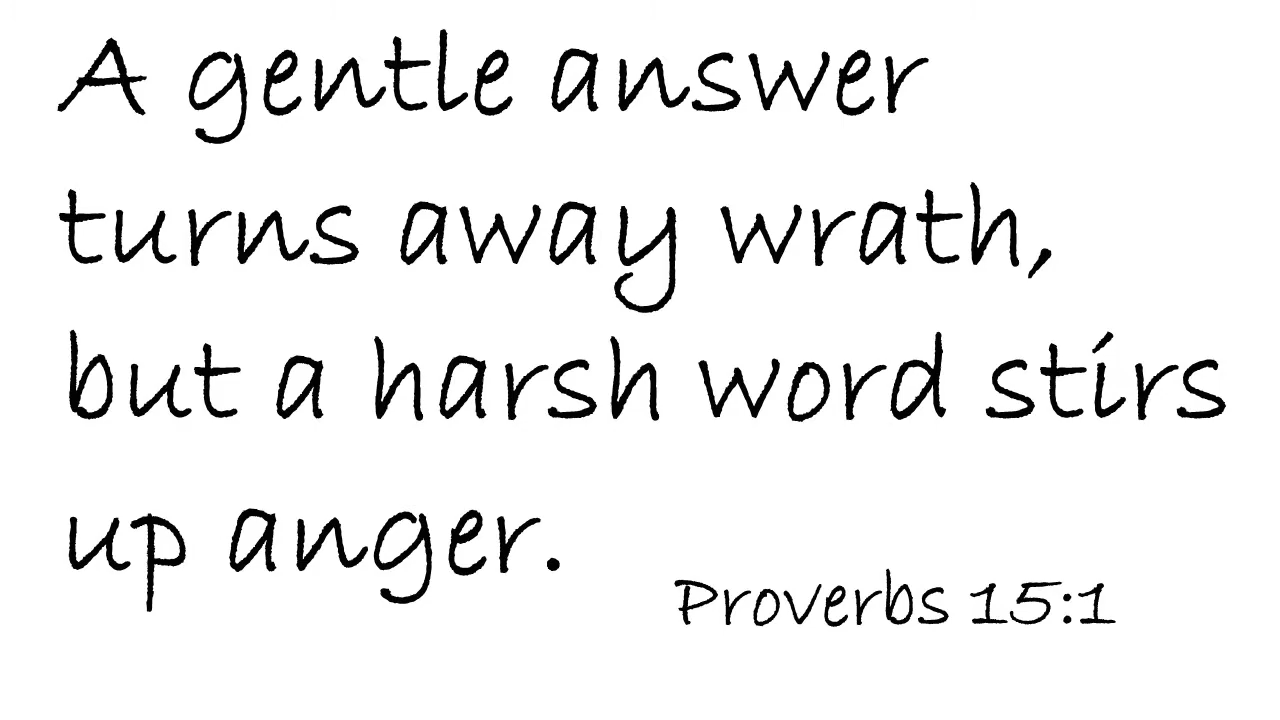 A gentle answer
turns away wrath,
but a harsh word stirs
up anger.
Proverbs 15:1